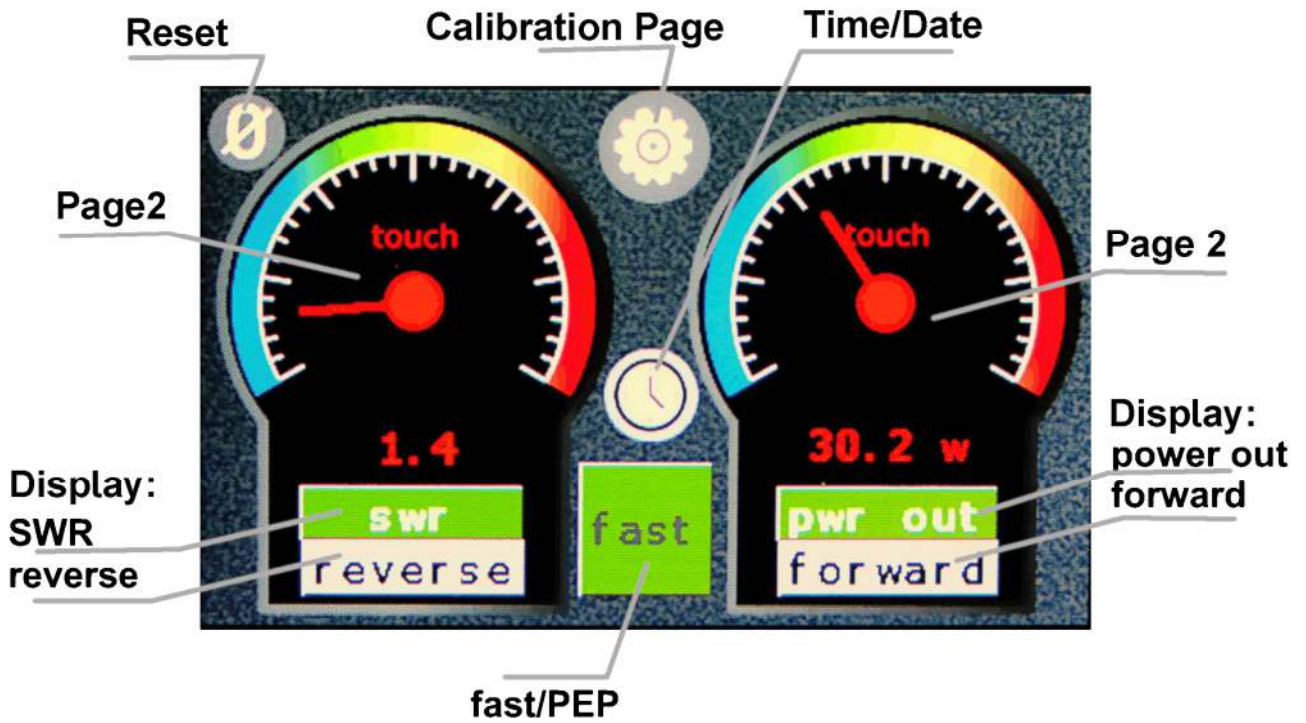 Reset
Calibration Page
Time/Date
Ø
Page2
touch
touch
Page 2
1.4
30.2 w
Display:
SWR
reverse
swr
reverse
fast
pwr out
forward
Display:
power out
forward
fast/PEP